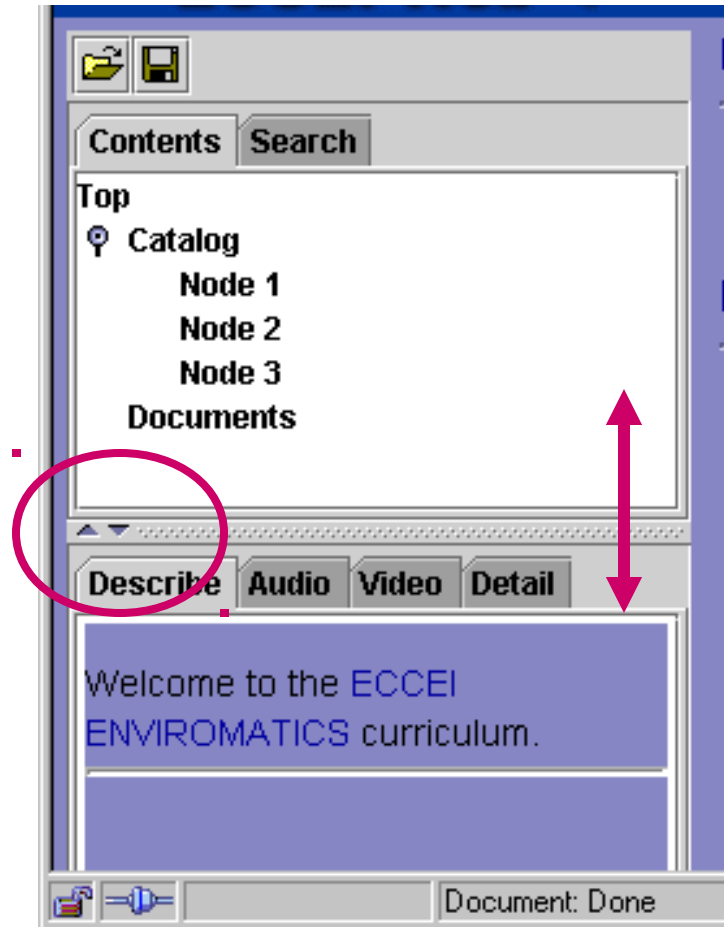 Contents Search
Top
Catalog
Node 1
Node 2
Node 3
Documents
Describe Audio Video Detail
Welcome to the ECCEI
ENVIROMATICS curriculum.
Document: Done